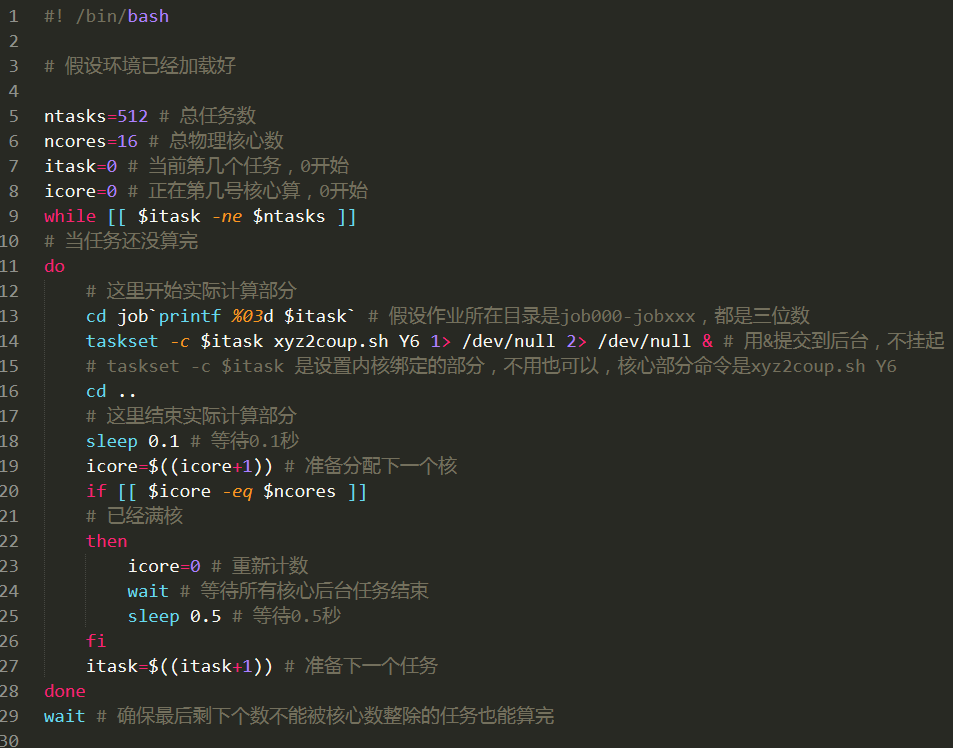 1 #! /bin/bash
2
3 # 假设环境已经加载好
4
5 ntasks=512 # 总任务数
6 ncores=16 # 总物理核心数
7 itask=0 # 当前第几个任务，0开始
8 icore=0 # 正在第几号核心算，0开始
9 while [[ $itask -ne $ntasks ]]
10 # 当任务还没算完
11 do
12     # 这里开始实际计算部分
13     cd job`printf %03d $itask` # 假设作业所在目录是job000-jobxxx，都是三位数
14     taskset -c $itask xyz2coup.sh Y6 1> /dev/null 2> /dev/null & # 用&提交到后台，不挂起
15     # taskset -c $itask 是设置内核绑定的部分，不用也可以，核心部分命令是xyz2coup.sh Y6
16     cd ..
17     # 这里结束实际计算部分
18     sleep 0.1 # 等待0.1秒
19     icore=$((icore+1)) # 准备分配下一个核
20     if [[ $icore -eq $ncores ]]
21     # 已经满核
22     then
23         icore=0 # 重新计数
24         wait # 等待所有核心后台任务结束
25         sleep 0.5 # 等待0.5秒
26     fi
27     itask=$((itask+1)) # 准备下一个任务
28 done
29 wait # 确保最后剩下个数不能被核心数整除的任务也能算完
30